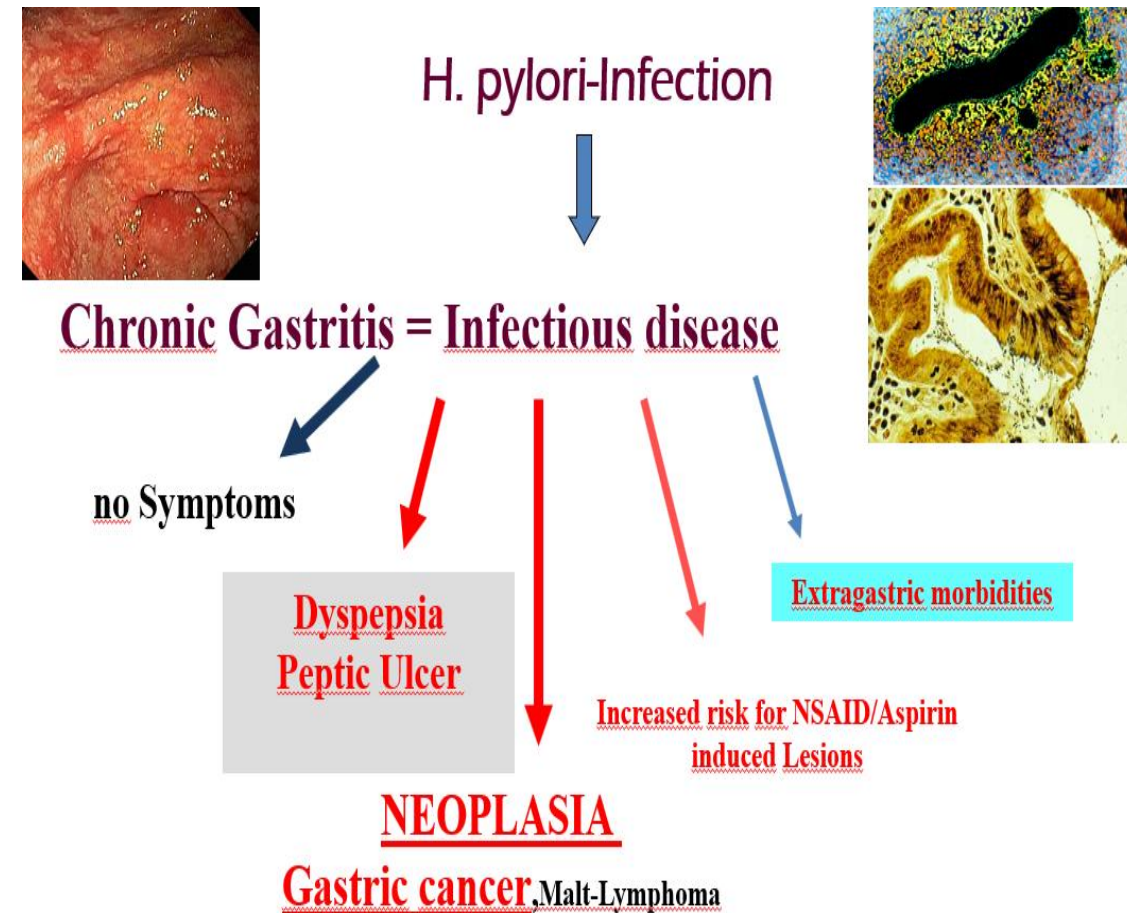 H. pylori-Infection
Chronic Gastritis = Infectious disease
no Symptoms
Dyspepsia
Peptic Ulcer
Extragastric morbidities
Increased risk for NSAID/Aspirin
induced Lesions
NEOPLASIA
Gastric cancer,Malt-Lymphoma